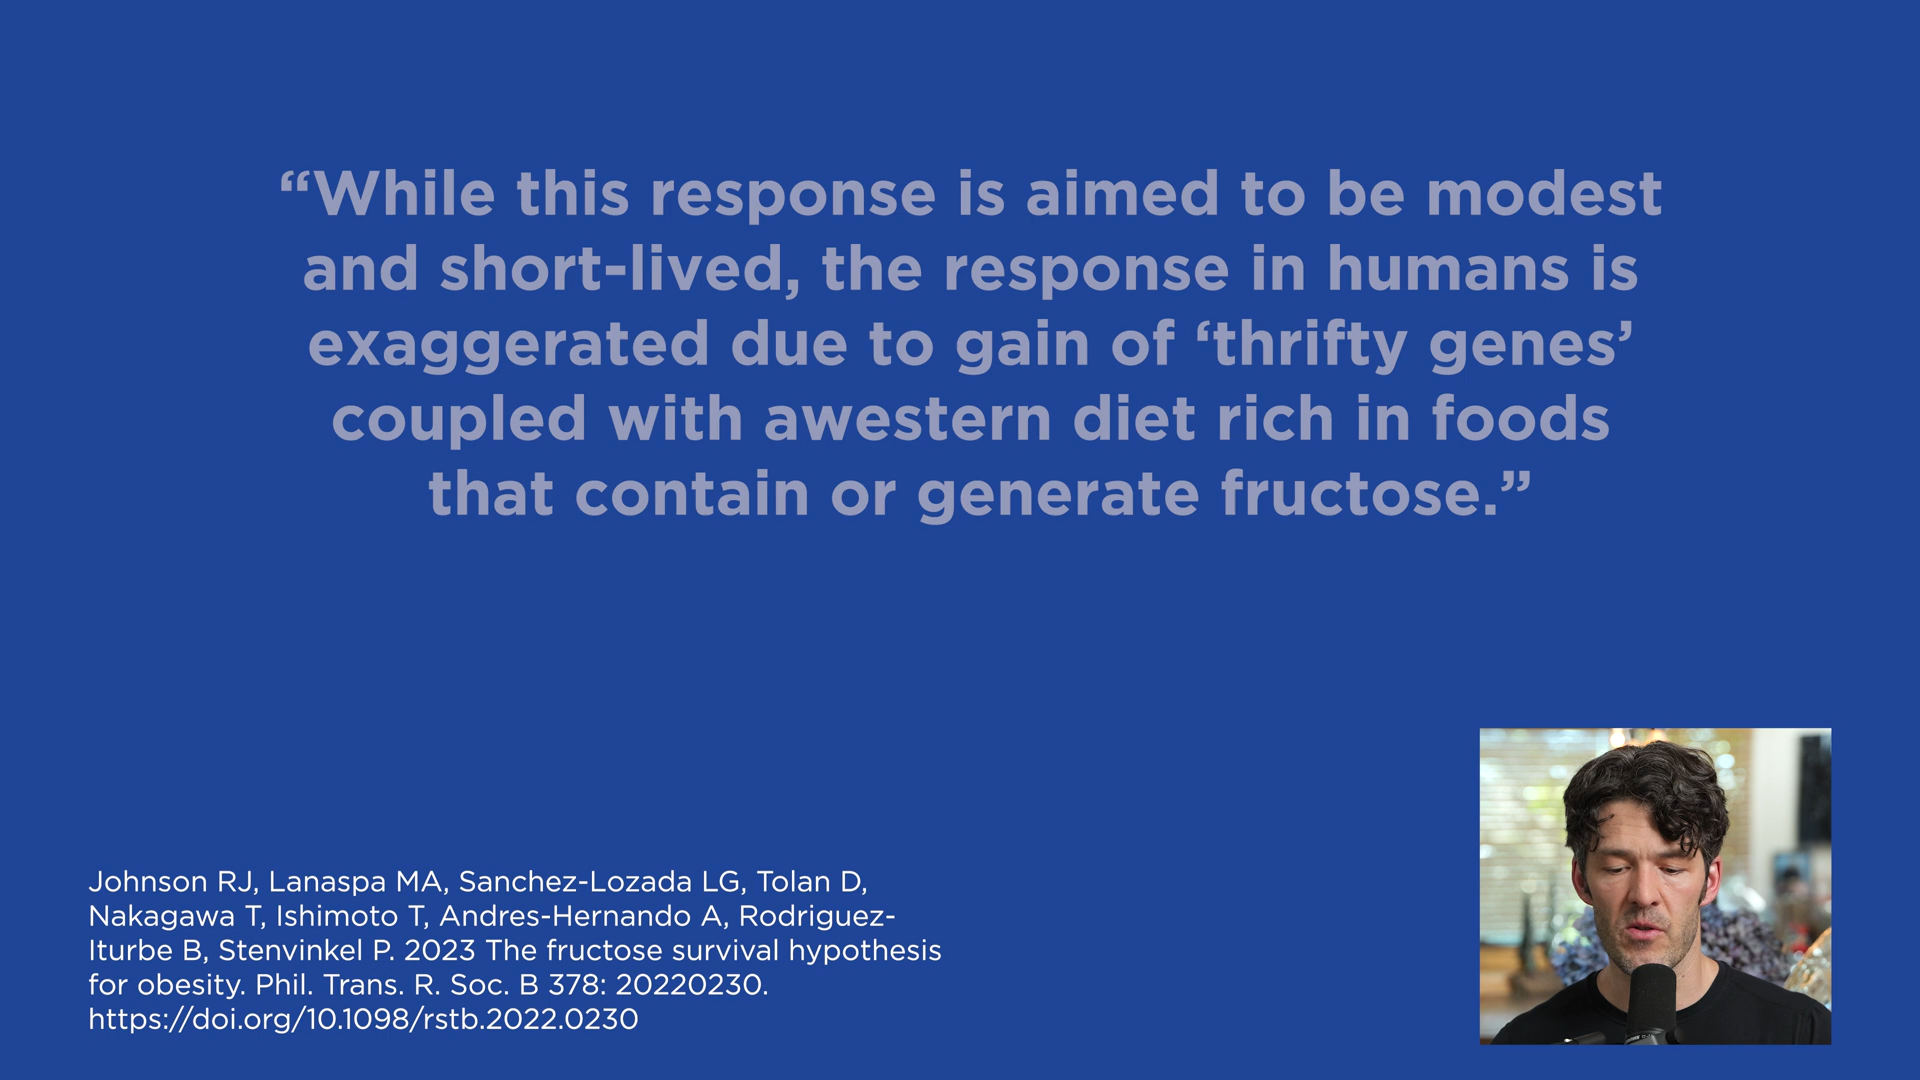 “While this response is aimed to be modest
and short-lived, the response in humans is
exaggerated due to gain of ‘thrifty genes’
coupled with awestern diet rich in foods
that contain or generate fructose.”
Johnson RJ, Lanaspa MA, Sanchez-Lozada LG, Tolan D,
Nakagawa T, Ishimoto T, Andres-Hernando A, Rodriguez-
Iturbe B, Stenvinkel P. 2023 The fructose survival hypothesis
for obesity. Phil. Trans. R. Soc. B 378: 20220230.
https://doi.org/10.1098/rstb.2022.0230